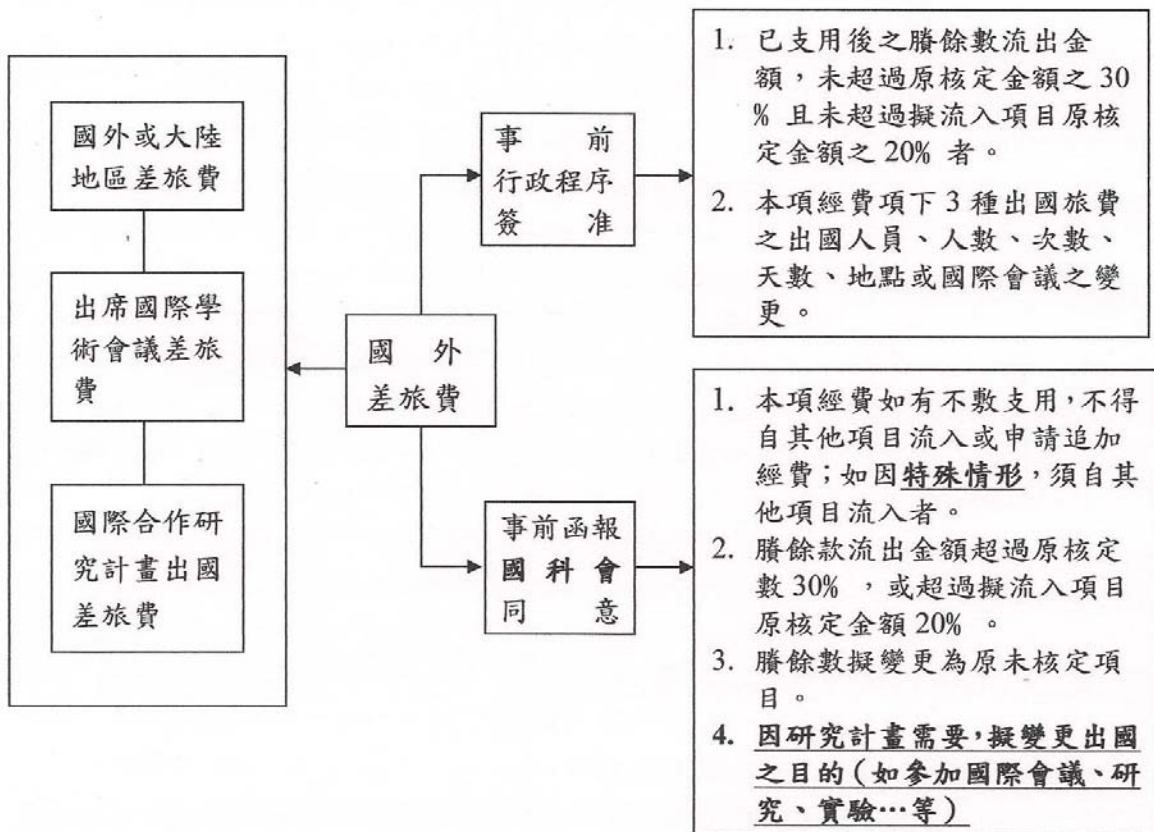 國外或大陸
地區差旅費
出席國際學
術會議差旅
費
國際合作研
究計畫出國
差旅費
國外
差旅費
事前
行政程序
簽准
事前函報
國科會
同意
1. 已支用後之賸餘數流出金
額，未超過原核定金額之 30
% 且未超過擬流入項目原核
定金額之 20% 者。
2. 本項經費項下 3 種出國旅費
之出國人員、人數、次數、
天數、地點或國際會議之變
更。
1. 本項經費如有不敷支用，不得
自其他項目流入或申請追加
經費；如因特殊情形，須自其
他項目流入者。
2. 賸餘款流出金額超過原核定
數 30% ，或超過擬流入項目
原核定金額 20% 。
3. 賸餘數擬變更為原未核定項
目。
4. 因研究計畫需要，擬變更出國
之目的（如參加國際會議、研
究、實驗…等）